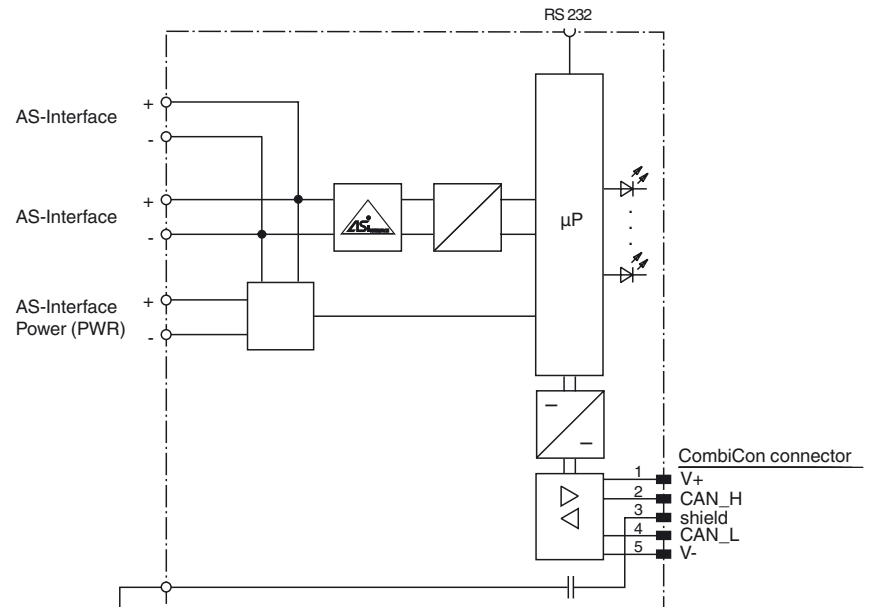 RS 232
AS-Interface
+
-
AS-Interface
+
-
AS-Interface
Power (PWR)
+
-
µP
CombiCon connector
1 V+
2 CAN_H
3 shield
4 CAN_L
5 V-